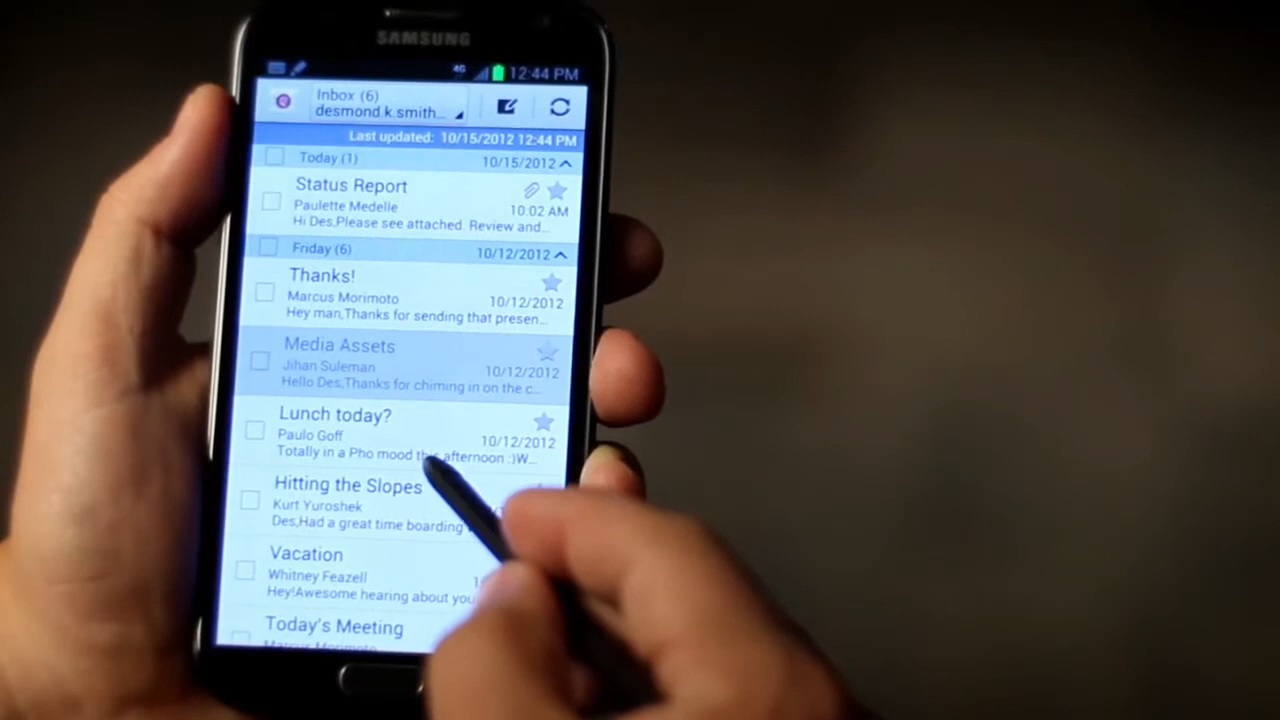 SAMSUNG
4G 12:44 PM
Inbox (6)
desmond.k.smith...
Last updated: 10/15/2012 12:44 PM
Today (1) 10/15/2012
Status Report
Paulette Medelle 10:02 AM
Hi Des,Please see attached. Review and...
Friday (6) 10/12/2012
Thanks!
Marcus Morimoto 10/12/2012
Hey man,Thanks for sending that presen...
Media Assets
Jihan Suleman 10/12/2012
Hello Des,Thanks for chiming in on the c...
Lunch today?
Paulo Goff 10/12/2012
Totally in a Pho mood this afternoon :)W...
Hitting the Slopes
Kurt Yuroshek
Des,Had a great time boarding
Vacation
Whitney Feazell
Hey!Awesome hearing about you
Today's Meeting
Marcus Morimoto